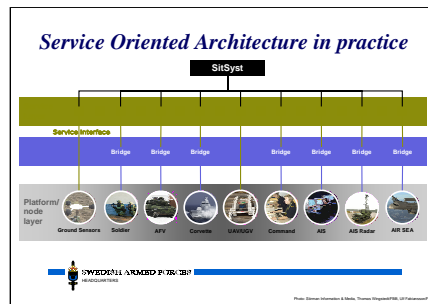 Service Oriented Architecture in practice
SitSyst
Service Interface
Bridge Bridge Bridge Bridge Bridge Bridge Bridge
Platform/
node
layer
Ground Sensors Soldier AFV Corvette UAV/UGV Command AIS AIS Radar AIR SEA
SWEDISH ARMED FORCES
HEADQUARTERS